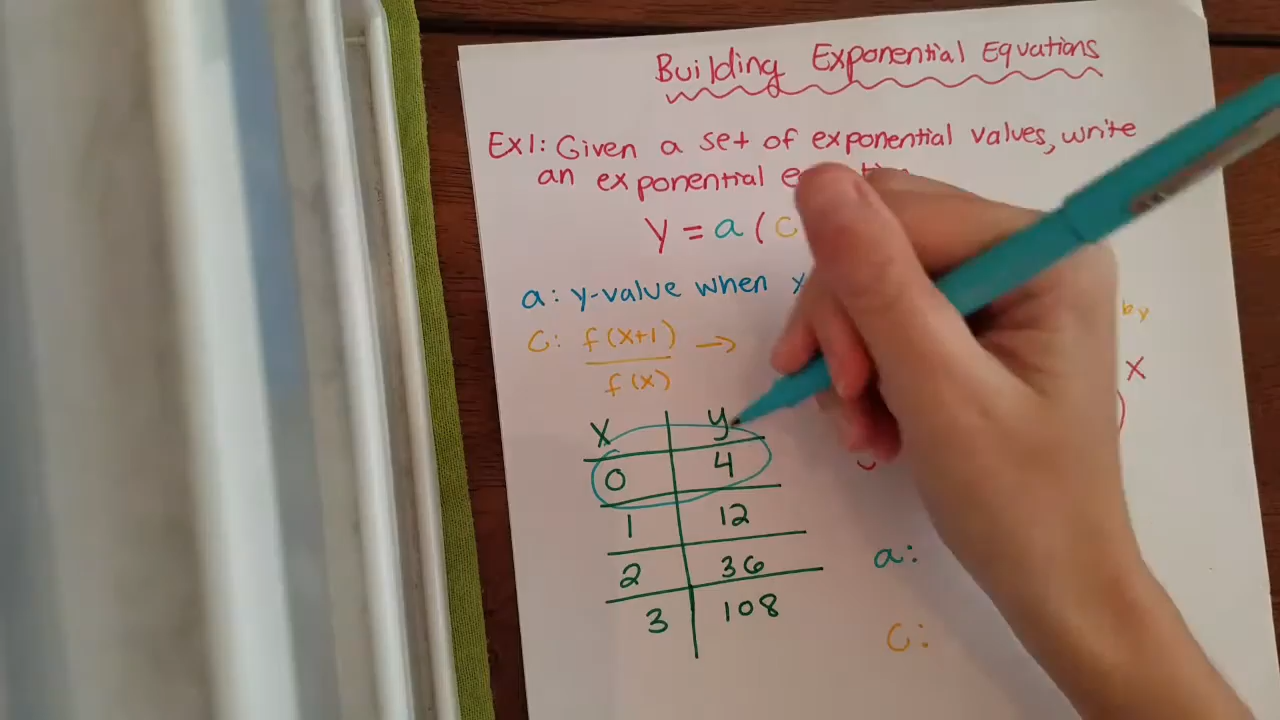 Building Exponential Equations
Ex1: Given a set of exponential values, write
an exponential
y = a ( c
a: y-value when x
C: f(x+1) →
f(x)
by
x
x y
0 4
1 12
2 36
3 108
a:
C: